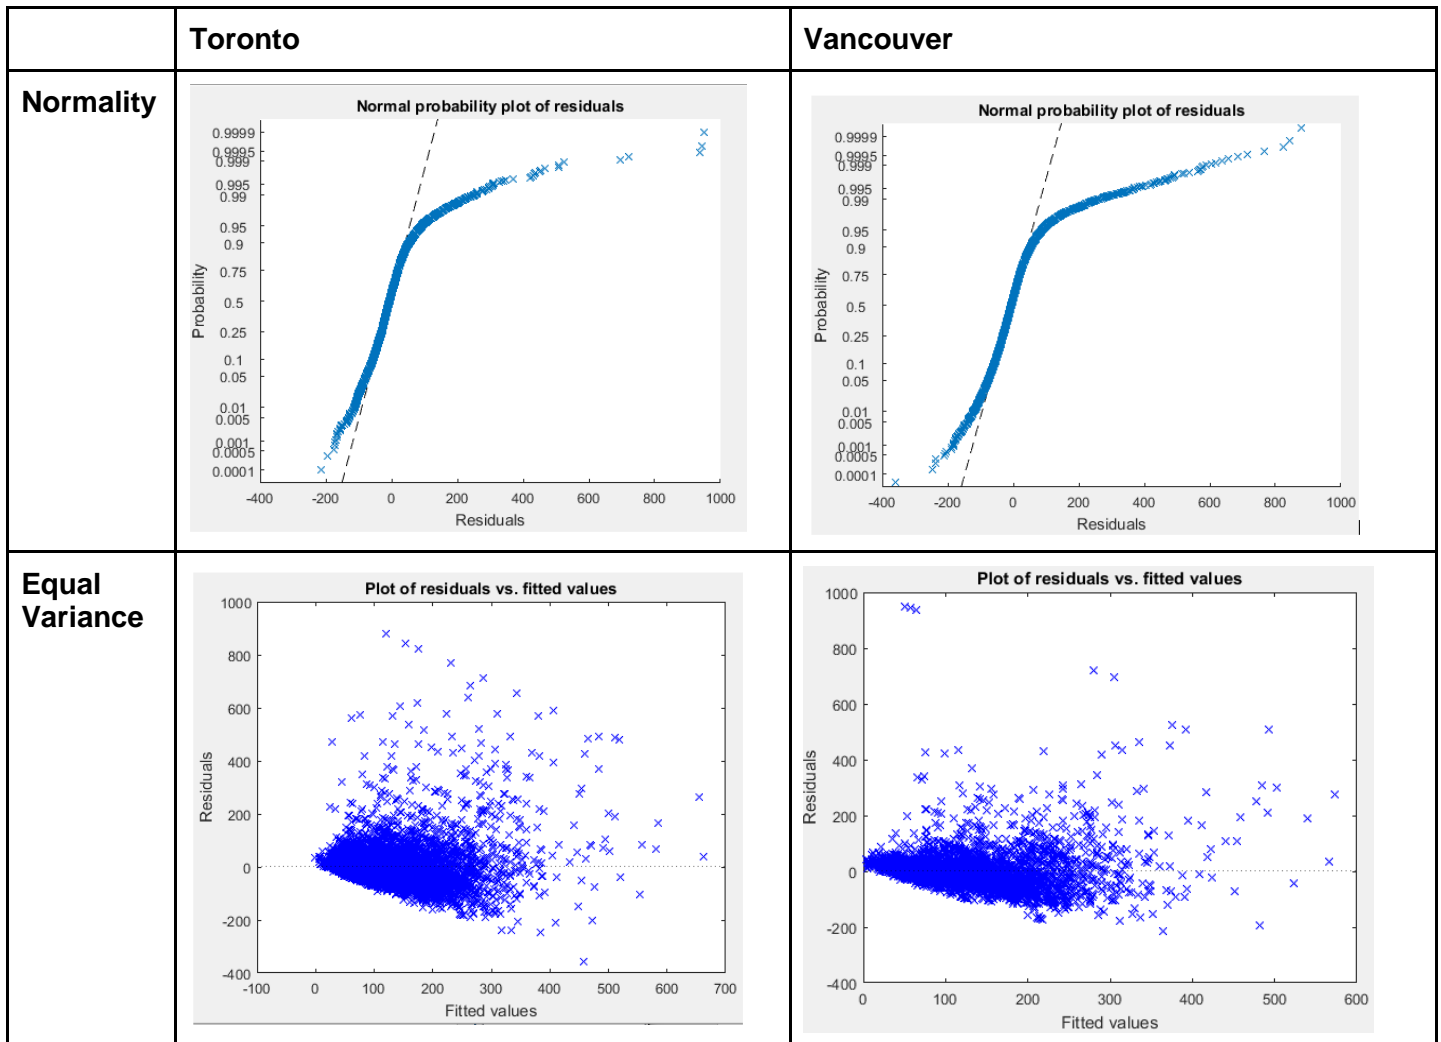 Toronto
Vancouver
Normality
Normal probability plot of residuals
0.9999
0.9995
0.999
0.995
0.99
0.95
0.9
0.75
0.5
0.25
0.1
0.05
0.01
0.005
0.001
0.0005
0.0001
Probability
-400 -200 0 200 400 600 800 1000
Residuals
Normal probability plot of residuals
0.9999
0.9995
0.999
0.995
0.99
0.95
0.9
0.75
0.5
0.25
0.1
0.05
0.01
0.005
0.001
0.0005
0.0001
Probability
-400 -200 0 200 400 600 800 1000
Residuals
Equal
Variance
Plot of residuals vs. fitted values
1000
800
600
400
200
0
-200
-400
Residuals
-100 0 100 200 300 400 500 600 700
Fitted values
Plot of residuals vs. fitted values
1000
800
600
400
200
0
-200
-400
Residuals
0 100 200 300 400 500 600
Fitted values